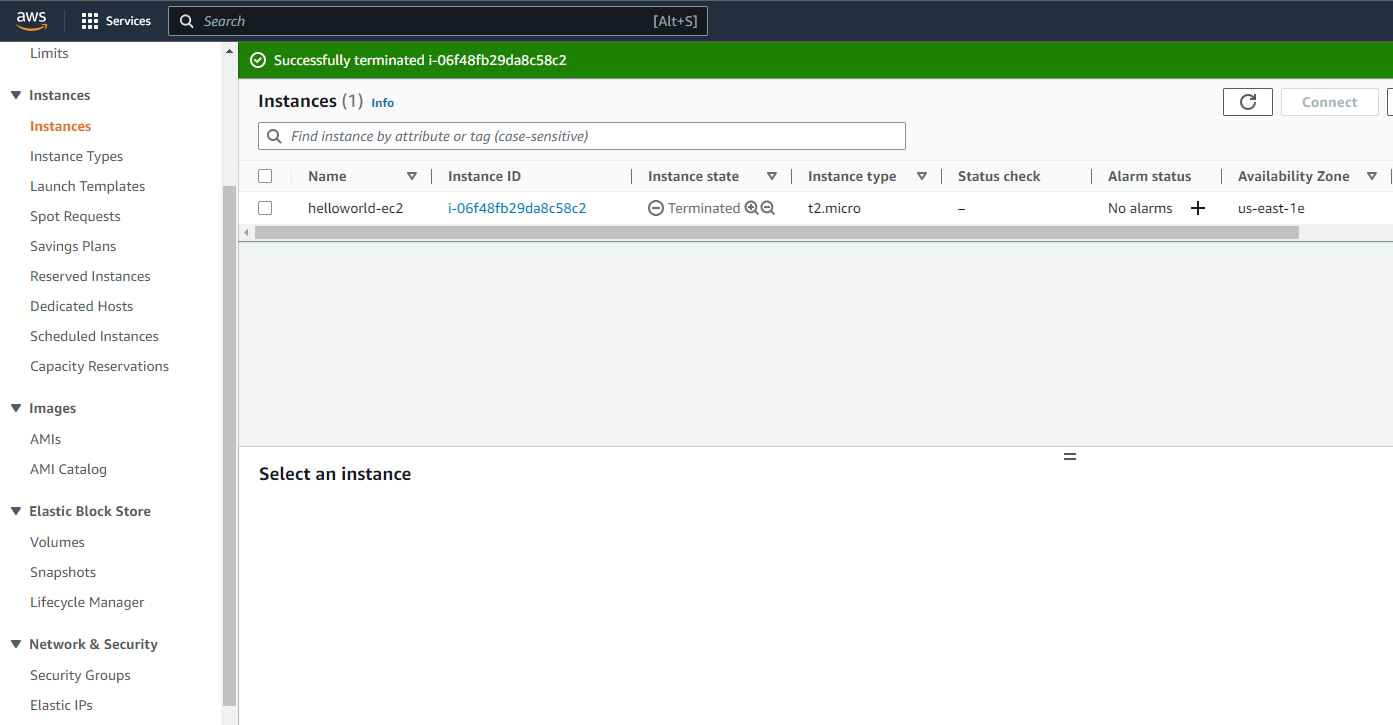 aws
Services
Search
[Alt+S]
Limits
Instances
Instances
Instance Types
Launch Templates
Spot Requests
Savings Plans
Reserved Instances
Dedicated Hosts
Scheduled Instances
Capacity Reservations
Images
AMIs
AMI Catalog
Elastic Block Store
Volumes
Snapshots
Lifecycle Manager
Network & Security
Security Groups
Elastic IPs
Successfully terminated i-06f48fb29da8c58c2
Instances (1) Info
Connect
Find instance by attribute or tag (case-sensitive)
Name Instance ID Instance state Instance type Status check Alarm status Availability Zone
helloworld-ec2 i-06f48fb29da8c58c2 Terminated t2.micro – No alarms + us-east-1e
Select an instance